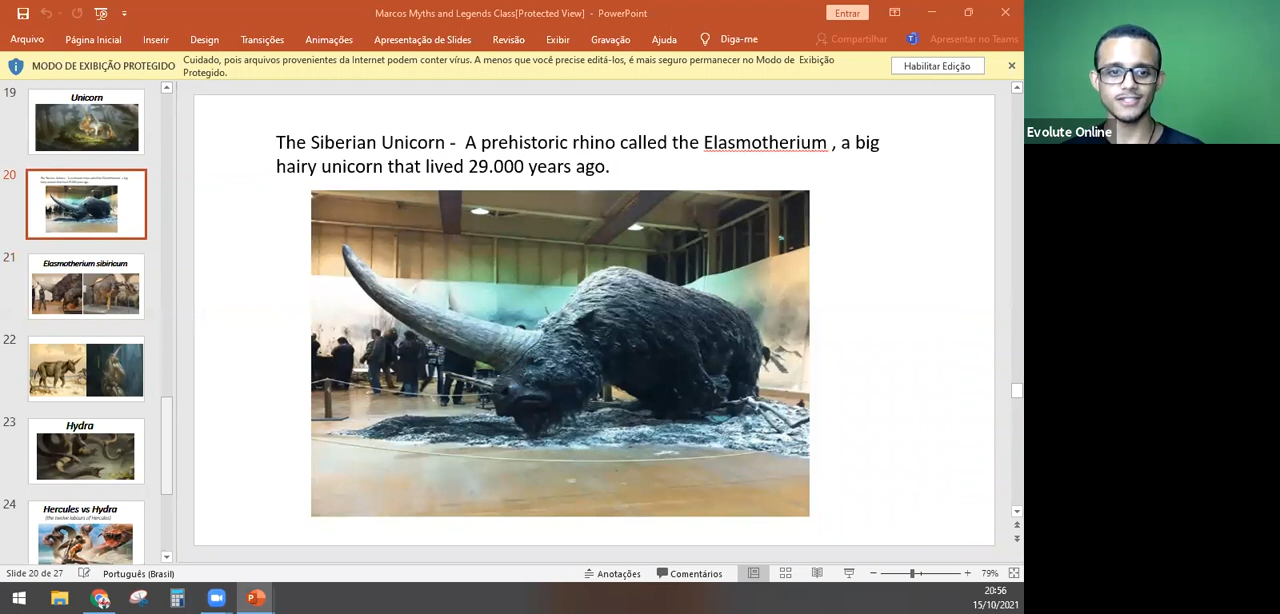 Marcos Myths and Legends Class[Protected View] - PowerPoint
Entrar
Arquivo Página Inicial Inserir Design Transições Animações Apresentação de Slides Revisão Exibir Gravação Ajuda Diga-me Compartilhar Apresentar no Teams
MODO DE EXIBIÇÃO PROTEGIDO
Cuidado, pois arquivos provenientes da Internet podem conter vírus. A menos que você precise editá-los, é mais seguro permanecer no Modo de Exibição
Protegido.
Habilitar Edição
19
Unicorn
20
21
Elasmotherium sibiricum
22
23
Hydra
24
Hercules vs Hydra
(The twelve labours of Hercules)
The Siberian Unicorn - A prehistoric rhino called the Elasmotherium , a big
hairy unicorn that lived 29.000 years ago.
Evolute Online
Slide 20 de 27 Português (Brasil) Anotações Comentários 79%
20:56
15/10/2021